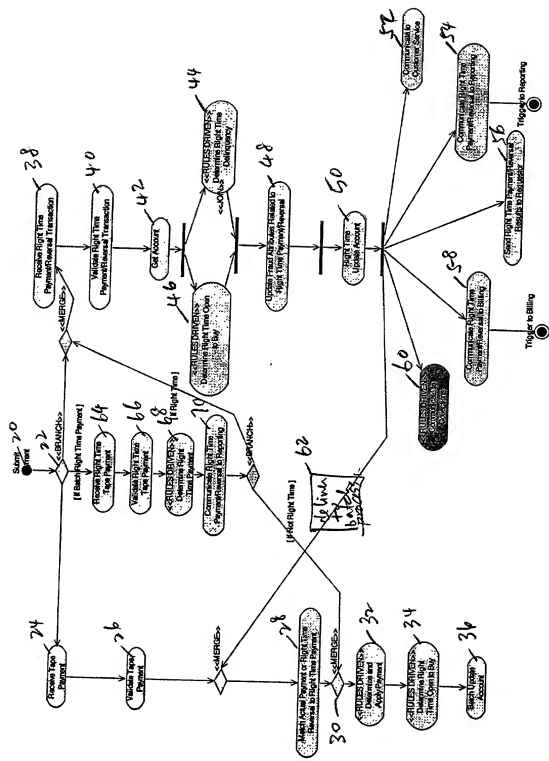 Submit
Payment
20
22
<<BRANCH>>
<<MERGE>>
24
Receive Tape
Payment
26
Validate Tape
Payment
<<MERGE>>
28
Match Actual Payment or Right Time
Reversal to Right Time Payment
<<MERGE>>
30
<<RULES DRIVEN>>
Determine and
Apply Payment
32
<<RULES DRIVEN>>
Determine Right
Time Open to Buy
34
Batch Update
Account
36
[ If Batch Right Time Payment ]
Receive Right Time
Tape Payment
64
Validate Right Time
Tape Payment
66
<<RULES DRIVEN>>
Determine Right
Time Payment
68
Communicate Right Time
Payment/Reversal to Reporting
70
[ If Right Time ]
<<BRANCH>>
[ If Not Right Time ]
62
deliver
to
batch
process
Receive Right Time
Payment/Reversal Transaction
38
Validate Right Time
Payment/Reversal Transaction
40
Get Account
42
<<RULES DRIVEN>>
Determine Right Time Open
to Buy
46
<<RULES DRIVEN>>
Determine Right Time
Delinquency
44
<<JOIN>>
Update Fraud Attributes Related to
Right Time Payment/Reversal
48
Right Time
Update Account
50
Communicate to
Customer Service
52
Communicate Right Time
Payment/Reversal to Reporting
54
Trigger to Reporting
Send Right Time Payment/Reversal
Results to Requestor
56
Communicate Right Time
Payment/Reversal to Billing
58
Trigger to Billing
<<RULES DRIVEN>>
60